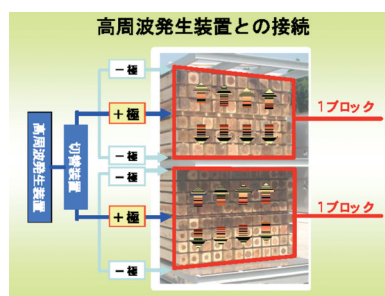 高周波発生装置との接続
－極
＋極
1ブロック
－極
－極
＋極
1ブロック
－極
切替装置
高周波発生装置